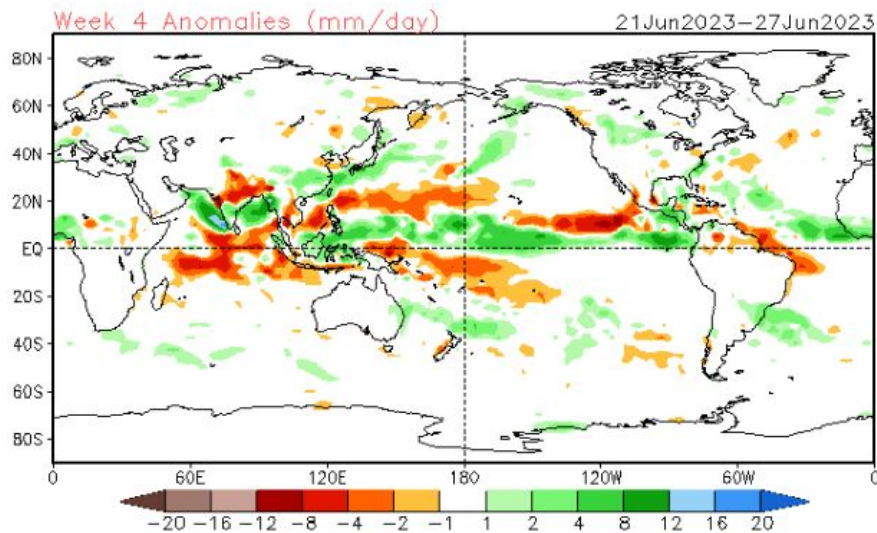 Week 4 Anomalies (mm/day) 21Jun2023–27Jun2023
80N
60N
40N
20N
EQ
20S
40S
60S
80S
0 60E 120E 180 120W 60W 0
−20 −16 −12 −8 −4 −2 −1 1 2 4 8 12 16 20